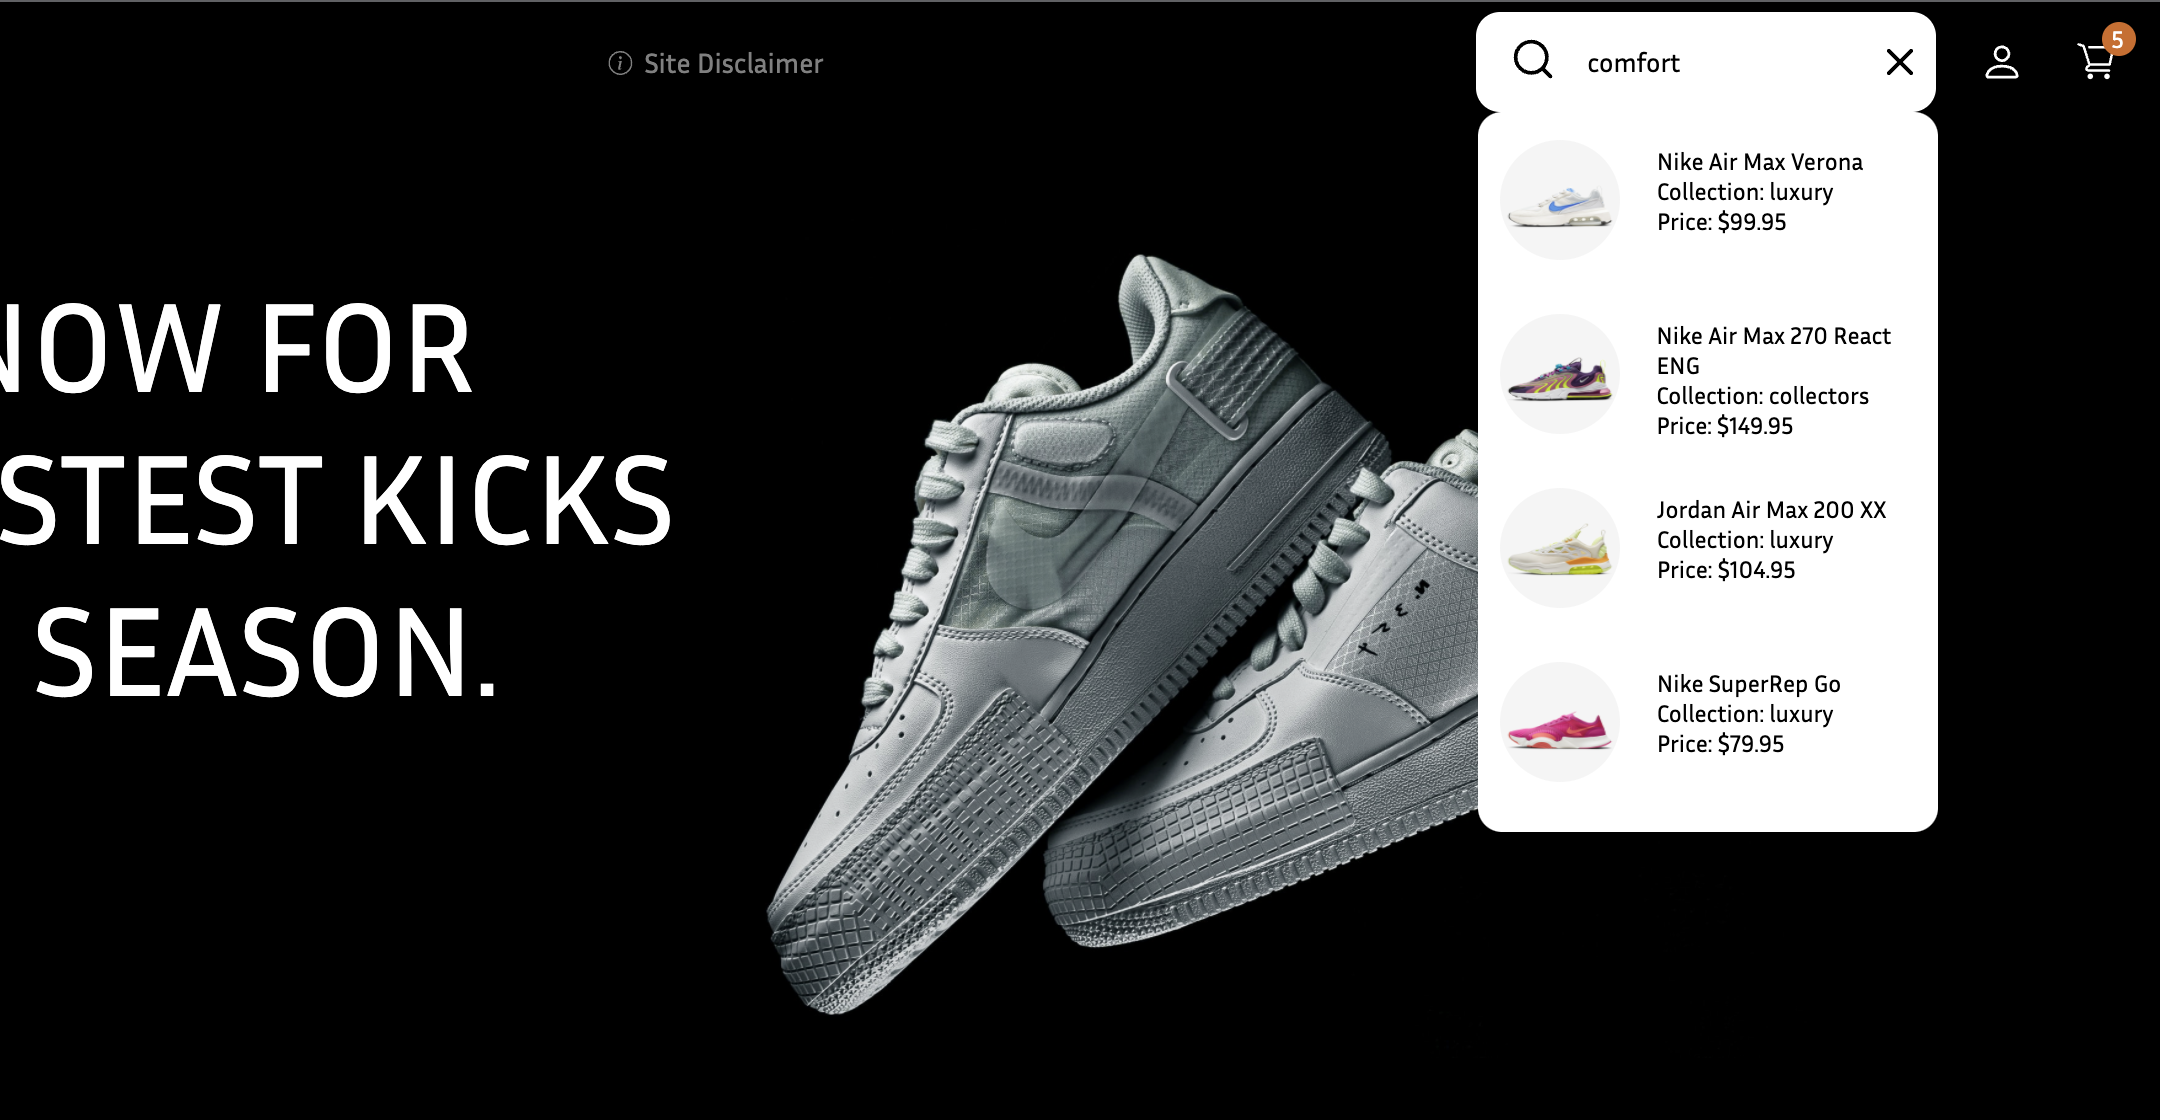 Site Disclaimer
comfort
5
NOW FOR
STEST KICKS
SEASON.
Nike Air Max Verona
Collection: luxury
Price: $99.95
Nike Air Max 270 React
ENG
Collection: collectors
Price: $149.95
Jordan Air Max 200 XX
Collection: luxury
Price: $104.95
Nike SuperRep Go
Collection: luxury
Price: $79.95